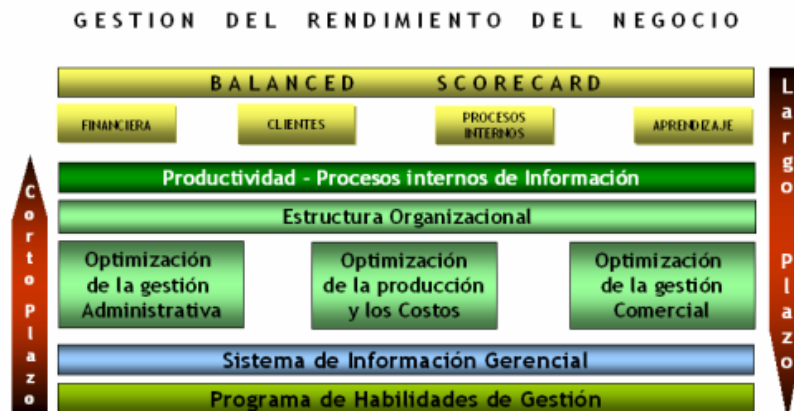 GESTION DEL RENDIMIENTO DEL NEGOCIO
BALANCED SCORECARD
FINANCIERA
CLIENTES
PROCESOS
INTERNOS
APRENDIZAJE
Productividad - Procesos internos de Información
Estructura Organizacional
Optimización
de la gestión
Administrativa
Optimización
de la producción
y los Costos
Optimización
de la gestión
Comercial
Sistema de Información Gerencial
Programa de Habilidades de Gestión
Corto Plazo
Largo Plazo